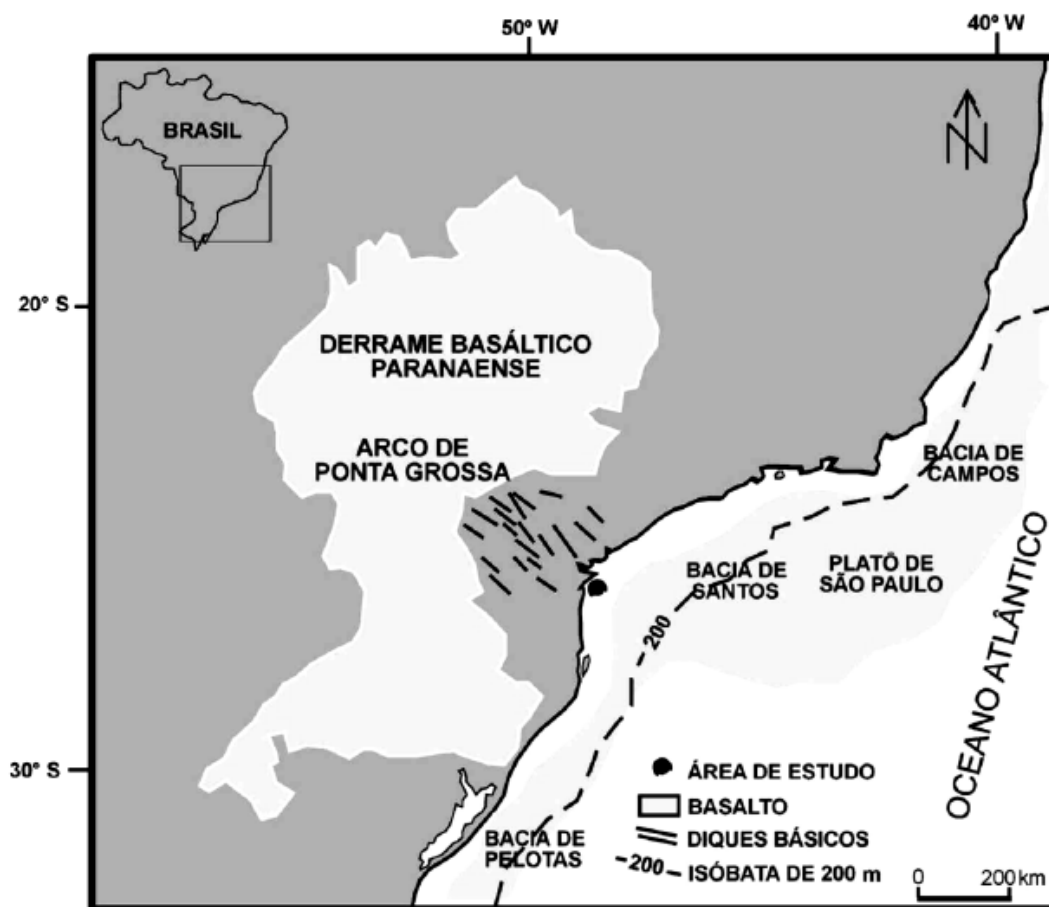 50° W
40° W
BRASIL
N
20° S
DERRAME BASÁLTICO
PARANAENSE
ARCO DE
PONTA GROSSA
BACIA DE
CAMPOS
BACIA DE
SANTOS
PLATÔ DE
SÃO PAULO
200
OCEANO ATLÂNTICO
30° S
ÁREA DE ESTUDO
BASALTO
DIQUES BÁSICOS
200 ISÓBATA DE 200 m
BACIA DE
PELOTAS
0 200 km